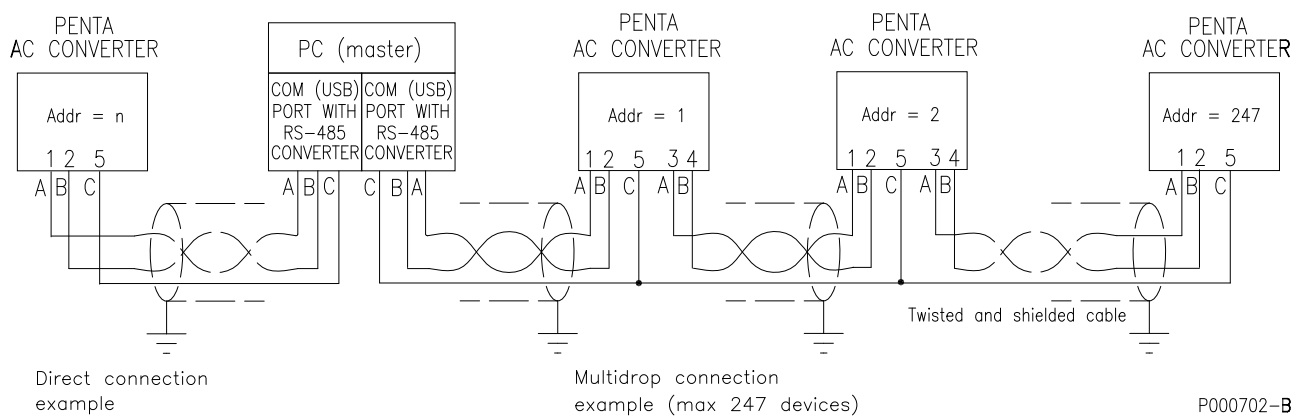 PENTA
AC CONVERTER
Addr = n
1 2 5
A B C
PC (master)
COM (USB)
PORT WITH
RS-485
CONVERTER
COM (USB)
PORT WITH
RS-485
CONVERTER
A B C
C B A
PENTA
AC CONVERTER
Addr = 1
1 2 5 3 4
A B C A B
PENTA
AC CONVERTER
Addr = 2
1 2 5 3 4
A B C A B
PENTA
AC CONVERTER
Addr = 247
1 2 5
A B C
Twisted and shielded cable
Direct connection
example
Multidrop connection
example (max 247 devices)
P000702-B